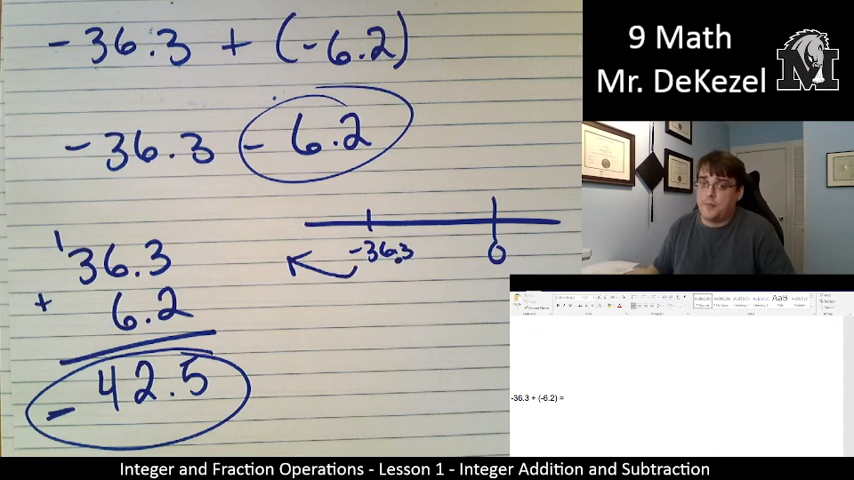 -36.3 + (-6.2)
-36.3 - 6.2
1
36.3
+ 6.2
- 42.5
-36.3
0
9 Math
Mr. DeKezel
M
-36.3 + (-6.2) =
Integer and Fraction Operations - Lesson 1 - Integer Addition and Subtraction